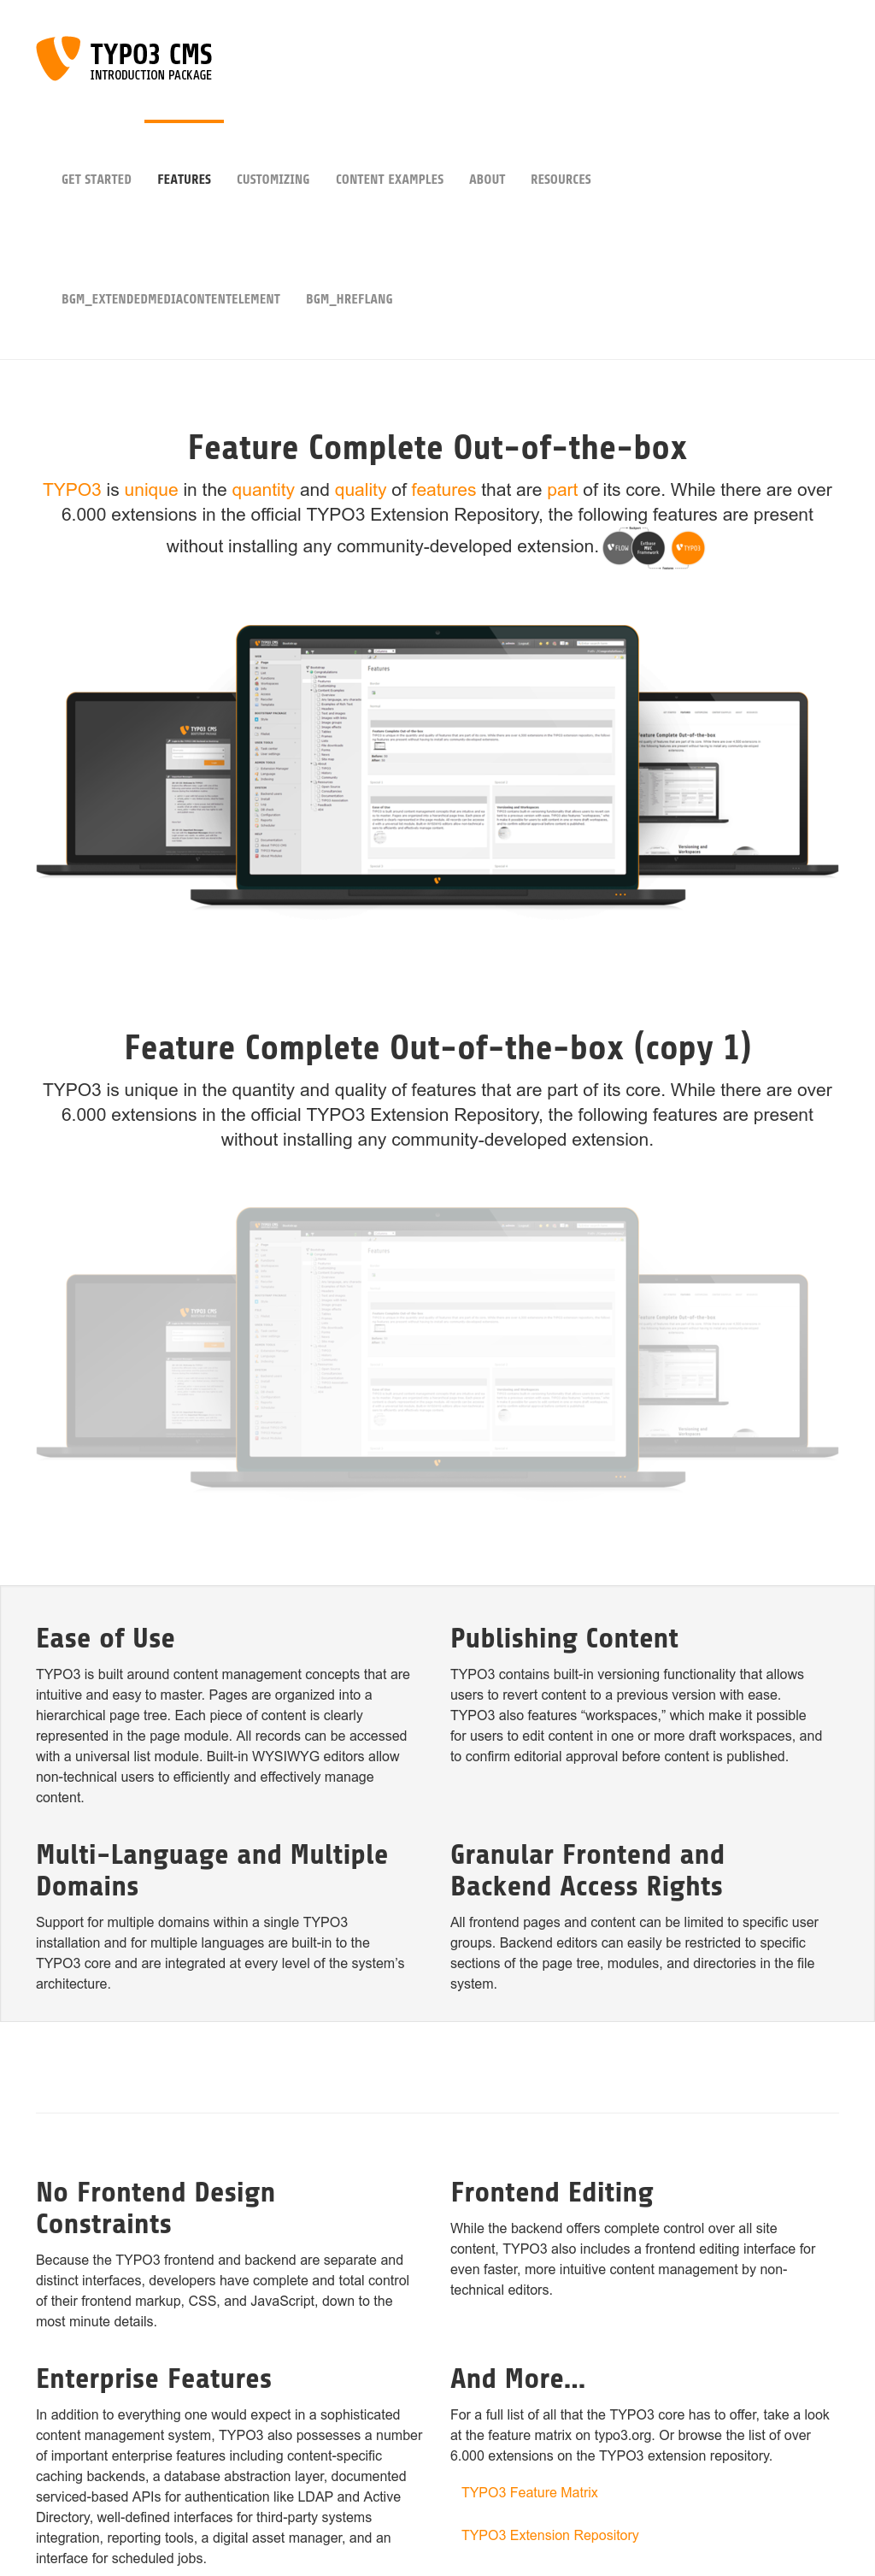 TYPO3 CMS
INTRODUCTION PACKAGE
GET STARTED FEATURES CUSTOMIZING CONTENT EXAMPLES ABOUT RESOURCES
BGM_EXTENDEDMEDIACONTENTELEMENT BGM_HREFLANG
Feature Complete Out-of-the-box
TYPO3 is unique in the quantity and quality of features that are part of its core. While there are over
6.000 extensions in the official TYPO3 Extension Repository, the following features are present
without installing any community-developed extension.
FLOW Extbase MVC Framework TYPO3
TYPO3 CMS
Features
Feature Complete Out-of-the-box
Feature Complete Out-of-the-box (copy 1)
TYPO3 is unique in the quantity and quality of features that are part of its core. While there are over
6.000 extensions in the official TYPO3 Extension Repository, the following features are present
without installing any community-developed extension.
TYPO3 CMS
Features
Feature Complete Out-of-the-box
Ease of Use
TYPO3 is built around content management concepts that are
intuitive and easy to master. Pages are organized into a
hierarchical page tree. Each piece of content is clearly
represented in the page module. All records can be accessed
with a universal list module. Built-in WYSIWYG editors allow
non-technical users to efficiently and effectively manage
content.
Publishing Content
TYPO3 contains built-in versioning functionality that allows
users to revert content to a previous version with ease.
TYPO3 also features “workspaces,” which make it possible
for users to edit content in one or more draft workspaces, and
to confirm editorial approval before content is published.
Multi-Language and Multiple
Domains
Support for multiple domains within a single TYPO3
installation and for multiple languages are built-in to the
TYPO3 core and are integrated at every level of the system’s
architecture.
Granular Frontend and
Backend Access Rights
All frontend pages and content can be limited to specific user
groups. Backend editors can easily be restricted to specific
sections of the page tree, modules, and directories in the file
system.
No Frontend Design
Constraints
Because the TYPO3 frontend and backend are separate and
distinct interfaces, developers have complete and total control
of their frontend markup, CSS, and JavaScript, down to the
most minute details.
Frontend Editing
While the backend offers complete control over all site
content, TYPO3 also includes a frontend editing interface for
even faster, more intuitive content management by non-
technical editors.
Enterprise Features
In addition to everything one would expect in a sophisticated
content management system, TYPO3 also possesses a number
of important enterprise features including content-specific
caching backends, a database abstraction layer, documented
serviced-based APIs for authentication like LDAP and Active
Directory, well-defined interfaces for third-party systems
integration, reporting tools, a digital asset manager, and an
interface for scheduled jobs.
And More...
For a full list of all that the TYPO3 core has to offer, take a look
at the feature matrix on typo3.org. Or browse the list of over
6.000 extensions on the TYPO3 extension repository.
TYPO3 Feature Matrix
TYPO3 Extension Repository